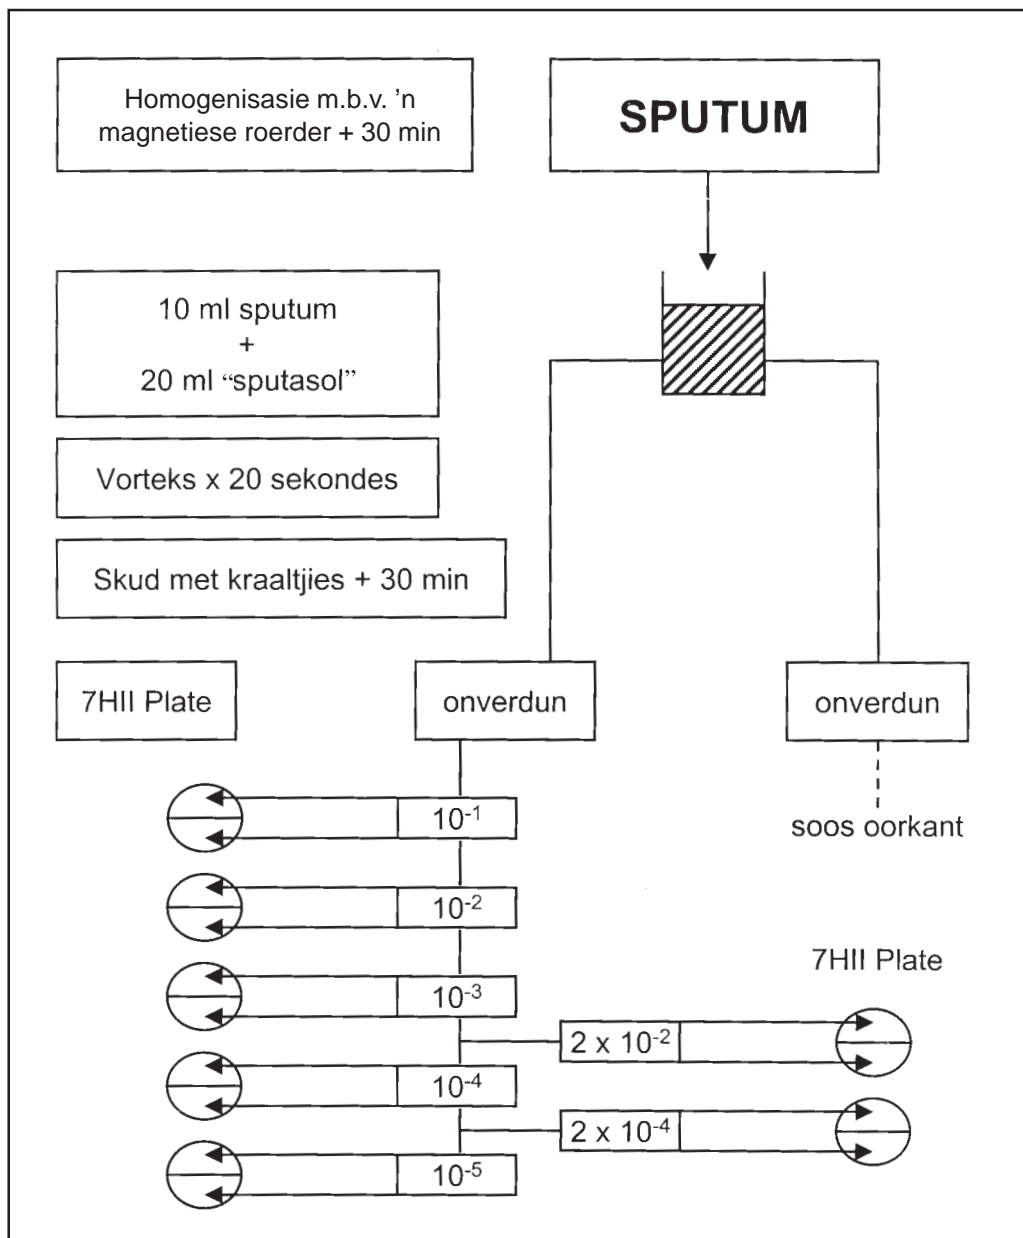 Homogenisasie m.b.v. ’n
magnetiese roerder + 30 min
SPUTUM
10 ml sputum
+
20 ml “sputasol”
Vorteks x 20 sekondes
Skud met kraaltjies + 30 min
7HII Plate
onverdun
onverdun
soos oorkant
10⁻¹
10⁻²
7HII Plate
10⁻³
2 x 10⁻²
10⁻⁴
2 x 10⁻⁴
10⁻⁵